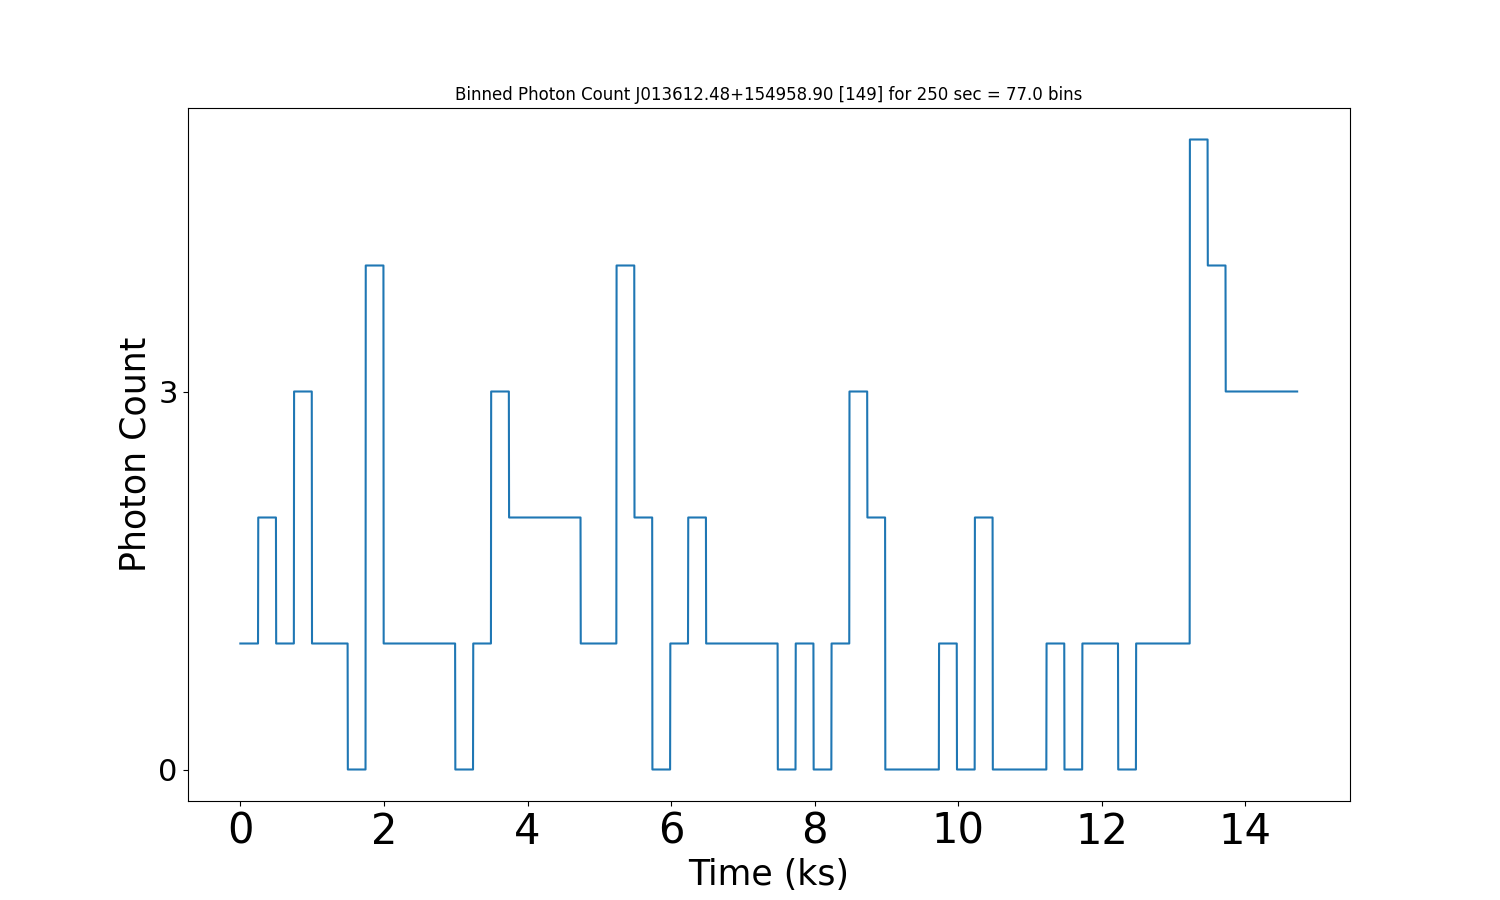 Binned Photon Count J013612.48+154958.90 [149] for 250 sec = 77.0 bins
Photon Count
3
0
0 2 4 6 8 10 12 14
Time (ks)